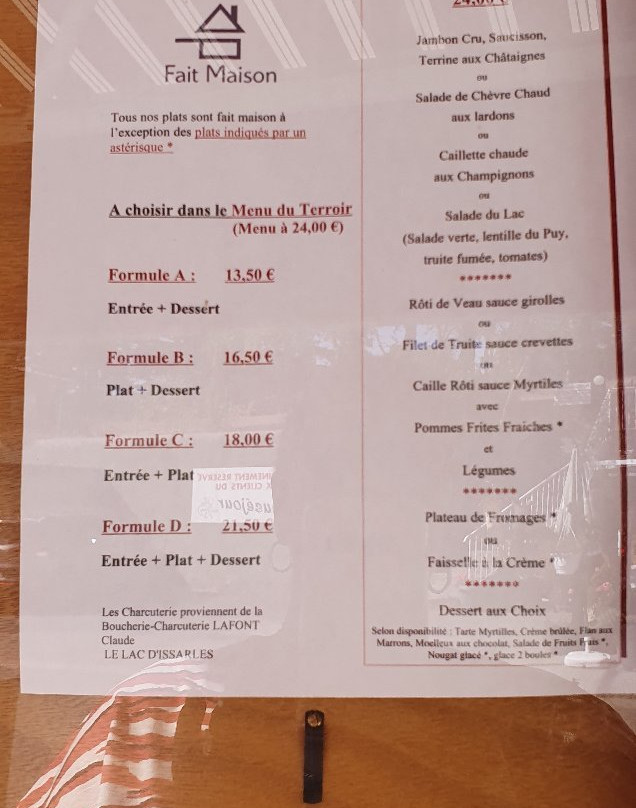 Fait Maison
Tous nos plats sont fait maison à
l'exception des plats indiqués par un
astérisque *
A choisir dans le Menu du Terroir
(Menu à 24,00 €)
Formule A : 13,50 €
Entrée + Dessert
Formule B : 16,50 €
Plat + Dessert
Formule C : 18,00 €
Entrée + Plat
Formule D : 21,50 €
Entrée + Plat + Dessert
Les Charcuterie proviennent de la
Boucherie-Charcuterie LAFONT
Claude
LE LAC D'ISSARLES
24,00 €
Jambon Cru, Saucisson,
Terrine aux Châtaignes
ou
Salade de Chèvre Chaud
aux lardons
ou
Caillette chaude
aux Champignons
ou
Salade du Lac
(Salade verte, lentille du Puy,
truite fumée, tomates)
*******
Rôti de Veau sauce girolles
ou
Filet de Truite sauce crevettes
ou
Caille Rôti sauce Myrtiles
avec
Pommes Frites Fraiches *
et
Légumes
*******
Plateau de Fromages *
ou
Faisselle à la Crème *
*******
Dessert aux Choix
Selon disponibilité : Tarte Myrtilles, Crème brûlée, Flan aux
Marrons, Moelleux aux chocolat, Salade de Fruits Frais *,
Nougat glacé *, glace 2 boules *